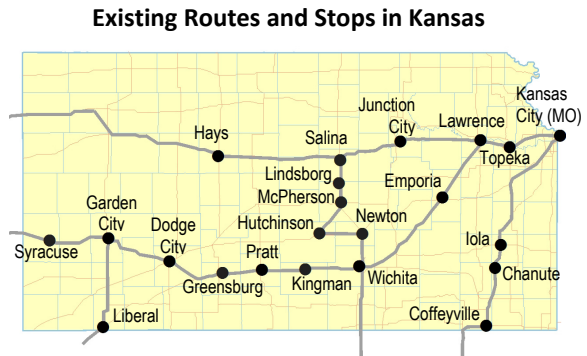 Existing Routes and Stops in Kansas
Kansas
City (MO)
Junction
City
Lawrence
Hays
Salina
Topeka
Lindsborg
McPherson
Emporia
Garden
City
Dodge
City
Hutchinson
Newton
Syracuse
Pratt
Iola
Greensburg
Kingman
Wichita
Chanute
Liberal
Coffeyville